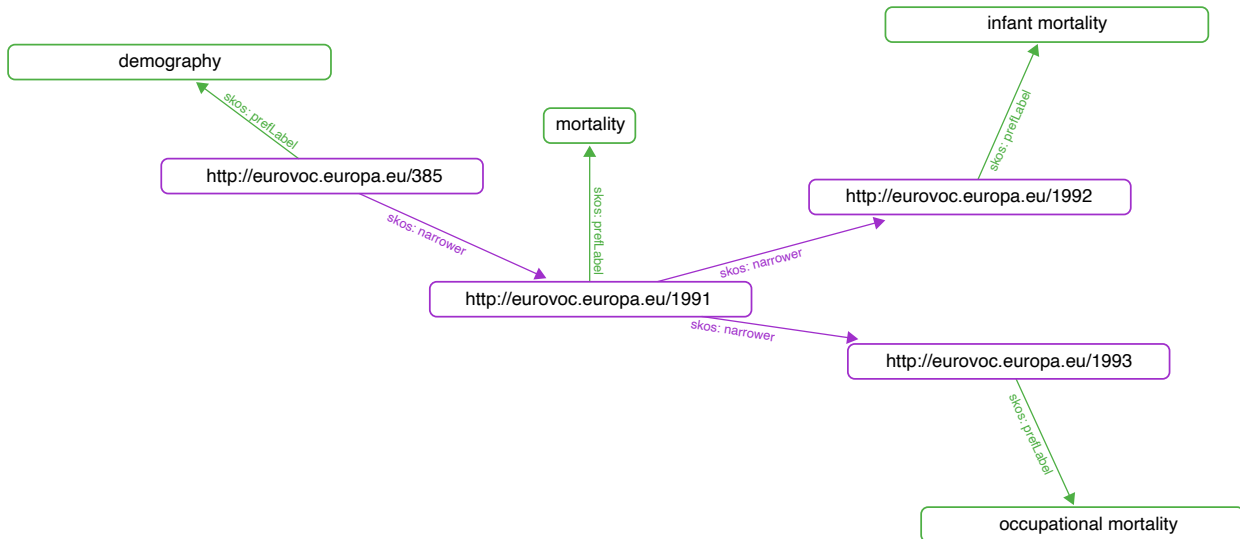 infant mortality
demography
skos: prefLabel
mortality
skos: prefLabel
http://eurovoc.europa.eu/385
http://eurovoc.europa.eu/1992
skos: narrower
skos: prefLabel
skos: narrower
http://eurovoc.europa.eu/1991
skos: narrower
http://eurovoc.europa.eu/1993
skos: prefLabel
occupational mortality